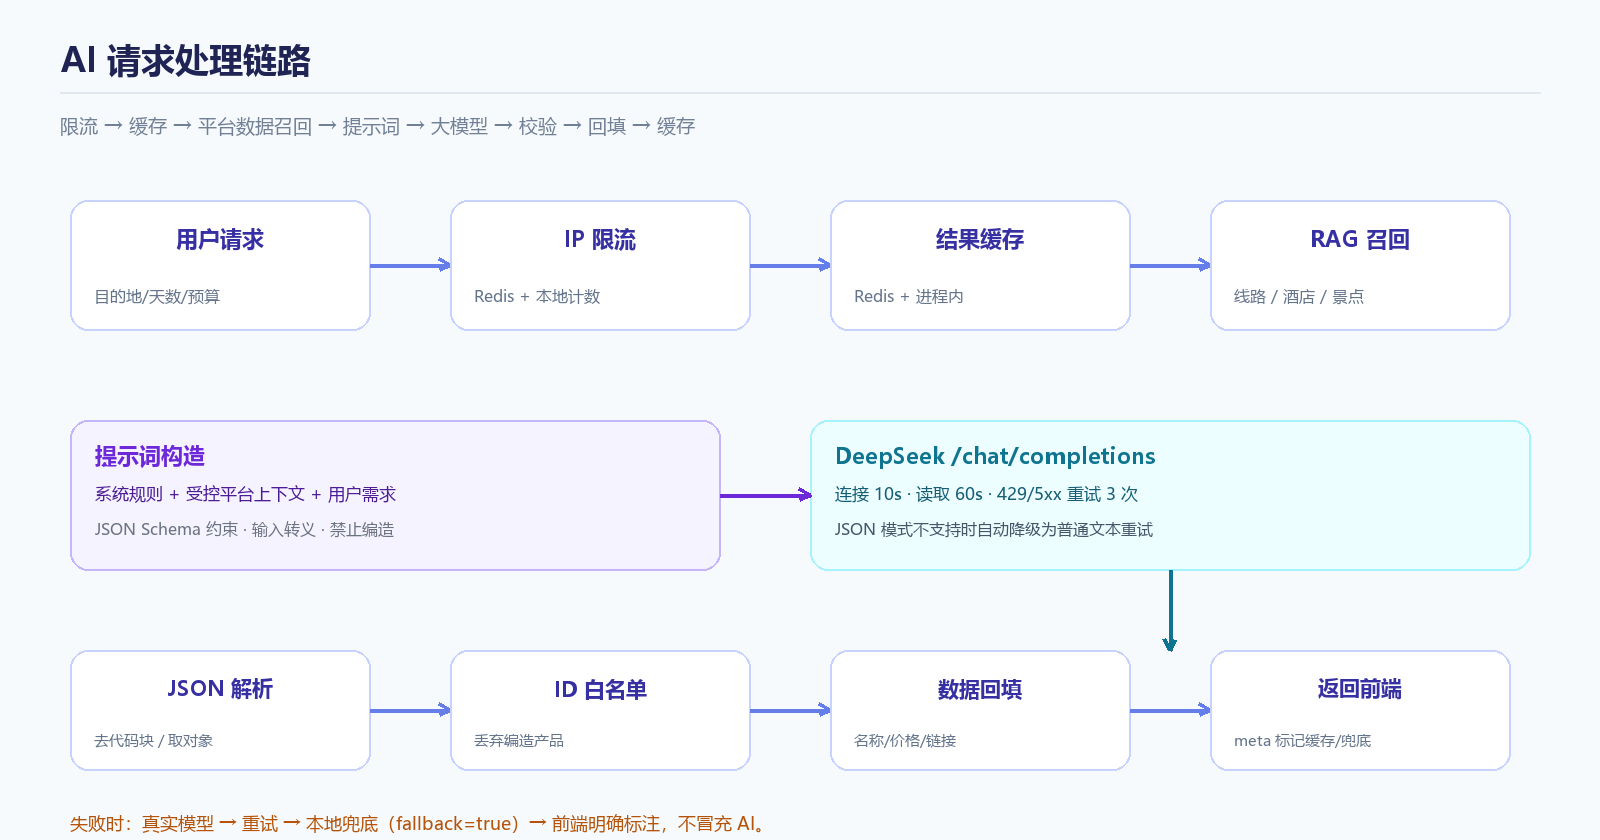 AI 请求处理链路
限流 → 缓存 → 平台数据召回 → 提示词 → 大模型 → 校验 → 回填 → 缓存
用户请求
目的地/天数/预算
IP 限流
Redis + 本地计数
结果缓存
Redis + 进程内
RAG 召回
线路 / 酒店 / 景点
提示词构造
系统规则 + 受控平台上下文 + 用户需求
JSON Schema 约束 · 输入转义 · 禁止编造
DeepSeek /chat/completions
连接 10s · 读取 60s · 429/5xx 重试 3 次
JSON 模式不支持时自动降级为普通文本重试
JSON 解析
去代码块 / 取对象
ID 白名单
丢弃编造产品
数据回填
名称/价格/链接
返回前端
meta 标记缓存/兜底
失败时：真实模型 → 重试 → 本地兜底（fallback=true）→ 前端明确标注，不冒充 AI。